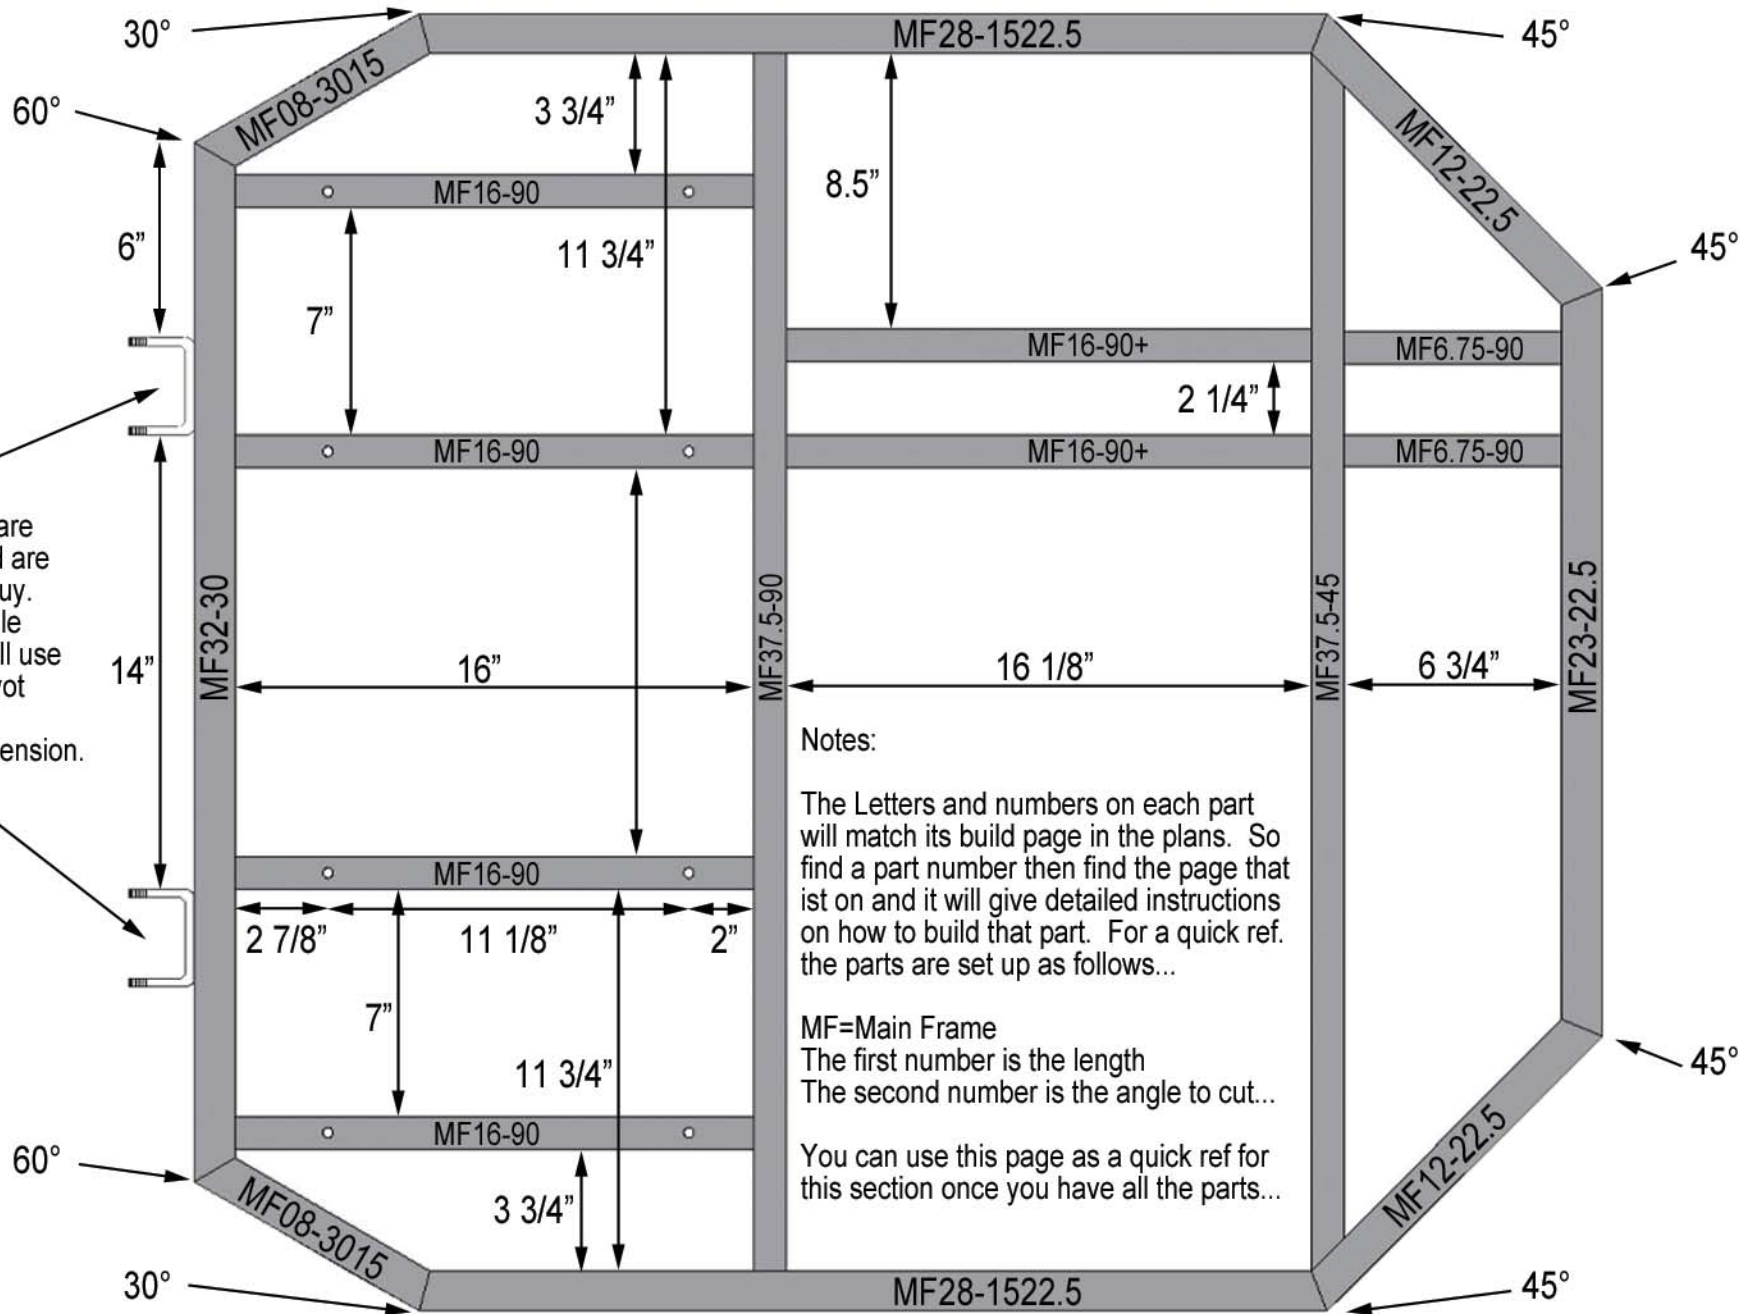 30°
MF28-1522.5
45°
MF08-3015
60°
3 3/4”
MF12-22.5
MF16-90
8.5”
6”
11 3/4”
45°
7”
MF16-90+
MF6.75-90
2 1/4”
MF16-90
MF16-90+
MF6.75-90
are
are
uy.
le
ll use
ot
ension.
14”
MF32-30
16”
MF37.5-90
16 1/8”
MF37.5-45
6 3/4”
MF23-22.5
Notes:
The Letters and numbers on each part
will match its build page in the plans. So
find a part number then find the page that
ist on and it will give detailed instructions
on how to build that part. For a quick ref.
the parts are set up as follows...
MF=Main Frame
The first number is the length
The second number is the angle to cut...
You can use this page as a quick ref for
this section once you have all the parts...
MF16-90
2 7/8”
11 1/8”
2”
7”
11 3/4”
45°
MF16-90
60°
MF12-22.5
3 3/4”
MF08-3015
30°
MF28-1522.5
45°